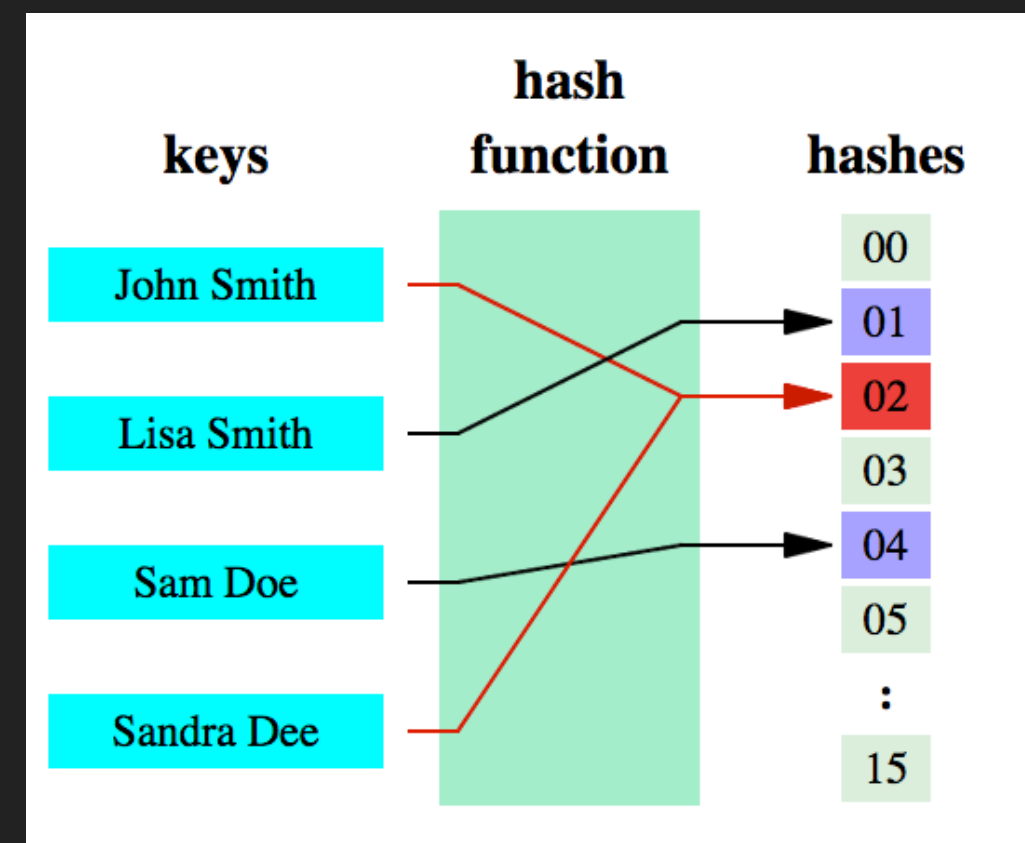 hash
keys function hashes
00
John Smith
01
02
Lisa Smith
03
04
Sam Doe
05
:
Sandra Dee
15